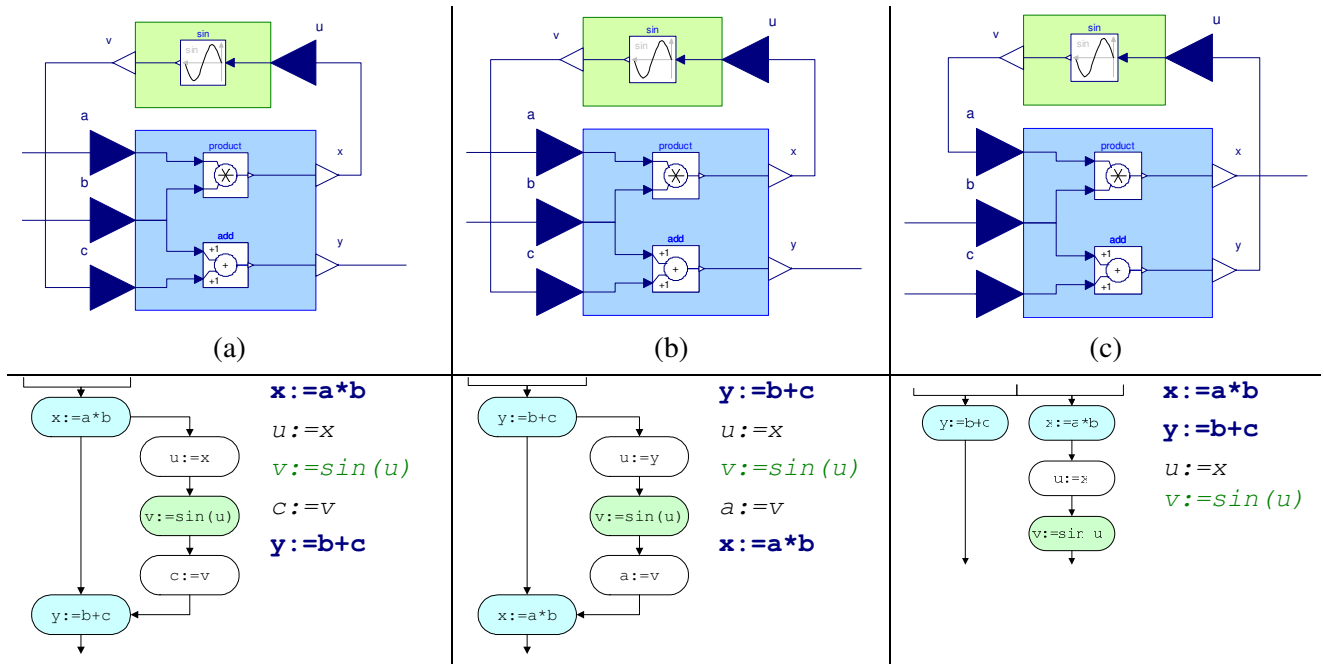 sin
u
v
sin
a
product
x
b
add
y
c
+1
+
+1
(a)
sin
u
v
sin
a
product
x
b
add
y
c
+1
+
+1
(b)
sin
u
v
sin
a
product
x
b
add
y
c
+1
+
+1
(c)
x:=a*b
u:=x
v:=sin(u)
c:=v
y:=b+c
x:=a*b
u:=x
v:=sin(u)
c:=v
y:=b+c
y:=b+c
u:=y
v:=sin(u)
a:=v
x:=a*b
y:=b+c
u:=x
v:=sin(u)
a:=v
x:=a*b
y:=b+c
x:=a*b
u:=x
v:=sin u
x:=a*b
y:=b+c
u:=x
v:=sin(u)